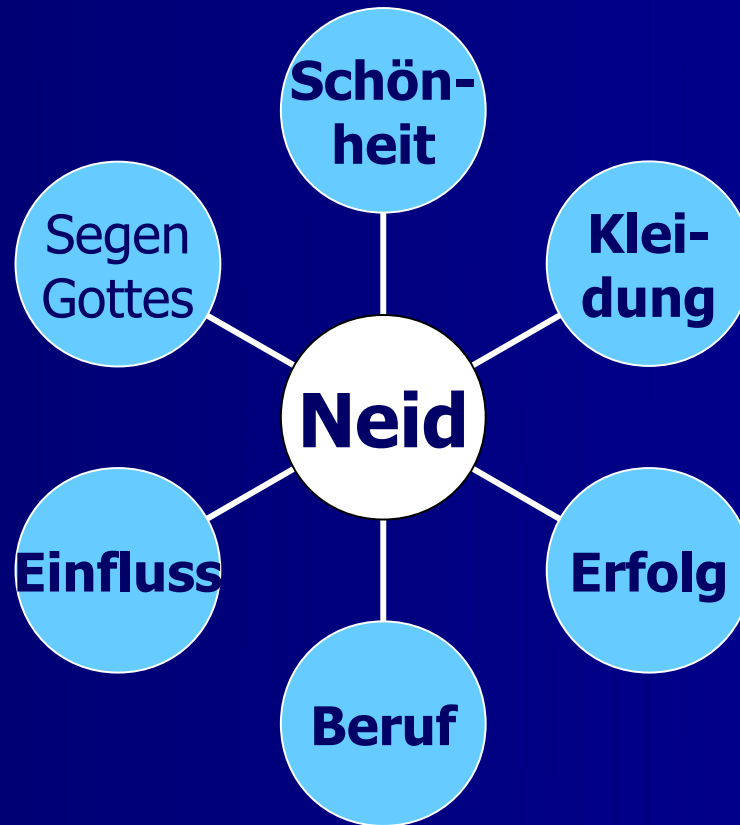 Schön-
heit
Segen
Gottes
Klei-
dung
Neid
Einfluss
Erfolg
Beruf